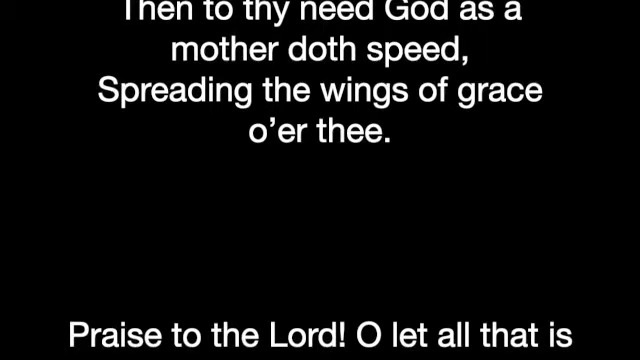 Then to thy need God as a
mother doth speed,
Spreading the wings of grace
o’er thee.
Praise to the Lord! O let all that is